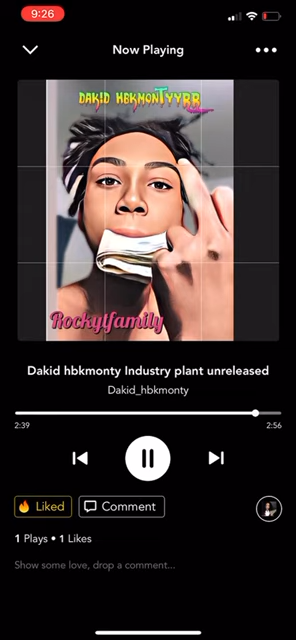 9:26
Now Playing
DAKID HBKMONTYYRR
Rockytfamily
Dakid hbkmonty Industry plant unreleased
Dakid_hbkmonty
2:39
2:56
Liked
Comment
1 Plays • 1 Likes
Show some love, drop a comment...